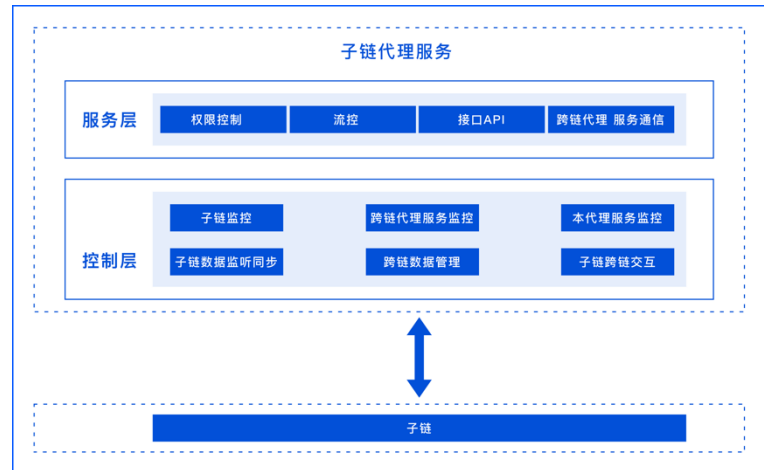 子链代理服务
服务层
权限控制
流控
接口API
跨链代理 服务通信
控制层
子链监控
跨链代理服务监控
本代理服务监控
子链数据监听同步
跨链数据管理
子链跨链交互
子链